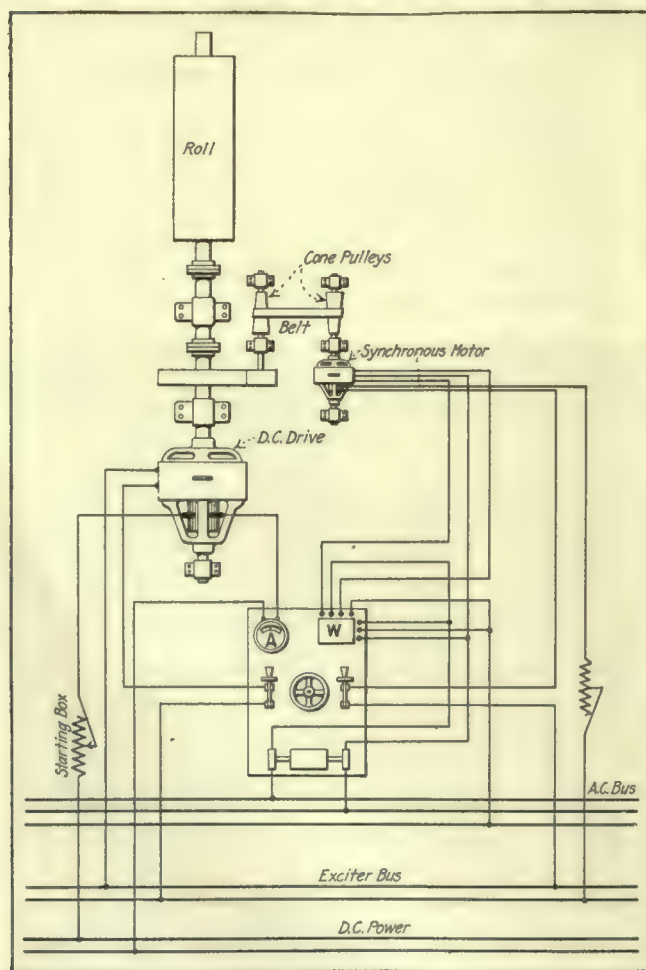 Roll
Cone Pulleys
Belt
Synchronous Motor
D.C. Drive
A
W
Starting Box
A.C. Bus
Exciter Bus
D.C. Power